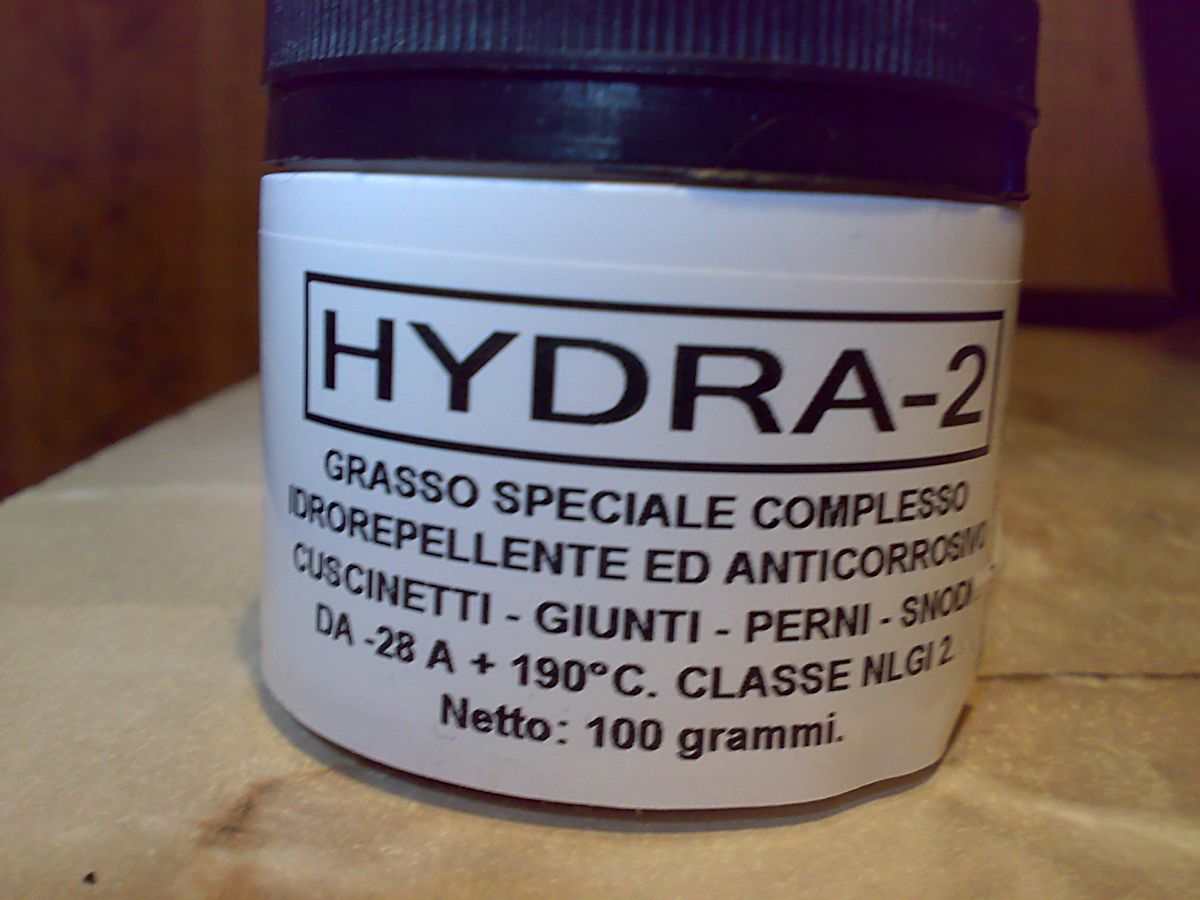 HYDRA-2
GRASSO SPECIALE COMPLESSO
IDROREPELLENTE ED ANTICORROSIVO
CUSCINETTI - GIUNTI - PERNI - SNODI
DA -28 A + 190°C. CLASSE NLGI 2.
Netto: 100 grammi.